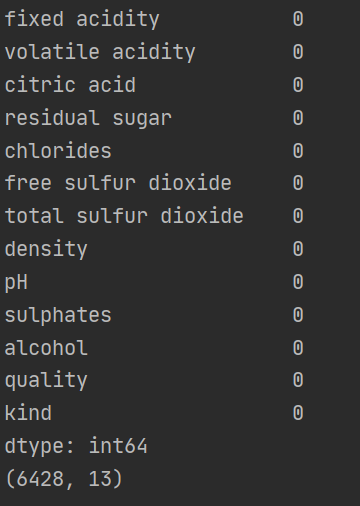 fixed acidity 0
volatile acidity 0
citric acid 0
residual sugar 0
chlorides 0
free sulfur dioxide 0
total sulfur dioxide 0
density 0
pH 0
sulphates 0
alcohol 0
quality 0
kind 0
dtype: int64
(6428, 13)